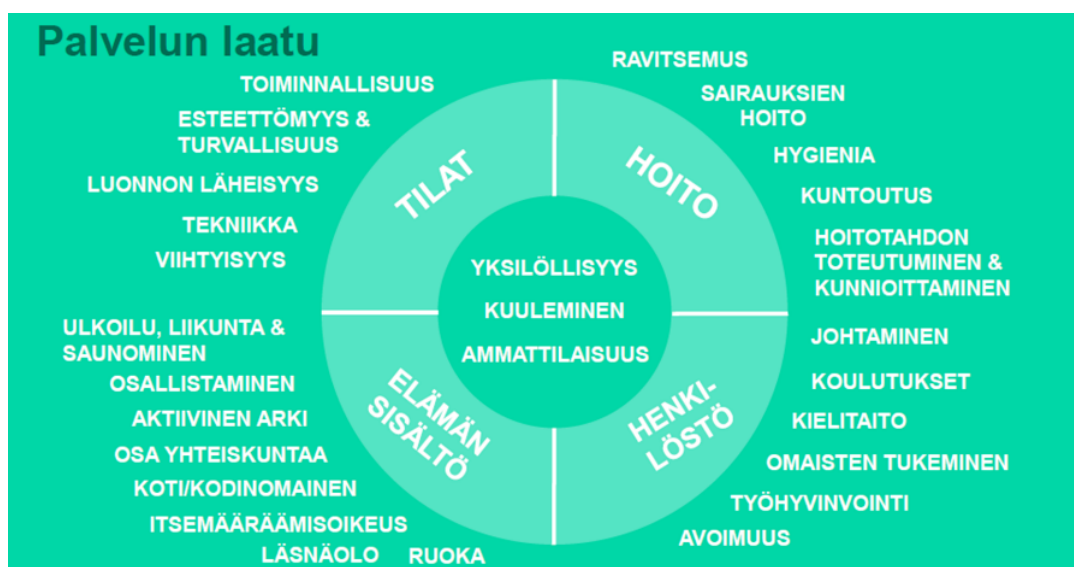 Palvelun laatu
TOIMINNALLISUUS
ESTEETTÖMYYS &
TURVALLISUUS
LUONNON LÄHEISYYS
TEKNIIKKA
VIIHTYISYYS
TILAT
RAVITSEMUS
SAIRAUKSIEN
HOITO
HYGIENIA
KUNTOUTUS
HOITOTAHDON
TOTEUTUMINEN &
KUNNIOITTAMINEN
HOITO
YKSILÖLLISYYS
KUULEMINEN
AMMATTILAISUUS
ULKOILU, LIIKUNTA &
SAUNOMINEN
OSALLISTAMINEN
AKTIIVINEN ARKI
OSA YHTEISKUNTAA
KOTI/KODINOMAINEN
ITSEMÄÄRÄÄMISOIKEUS
LÄSNÄOLO RUOKA
ELÄMÄN
SISÄLTÖ
HENKI-
LÖSTÖ
JOHTAMINEN
KOULUTUKSET
KIELITAITO
OMAISTEN TUKEMINEN
TYÖHYVINVOINTI
AVOIMUUS